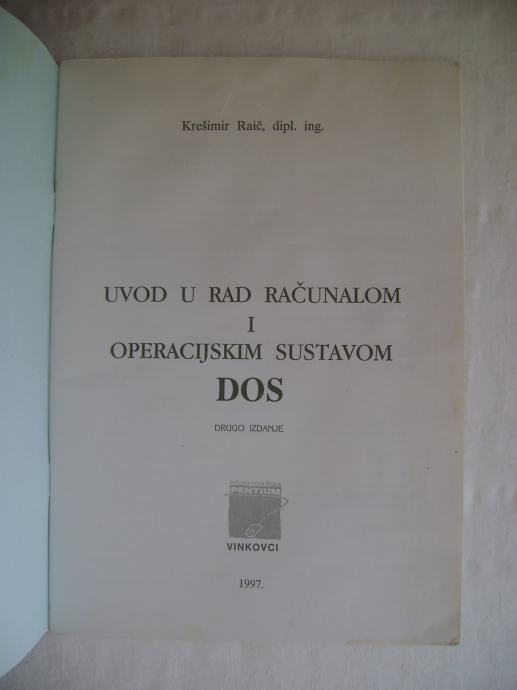 Krešimir Raič, dipl. ing.
UVOD U RAD RAČUNALOM
I
OPERACIJSKIM SUSTAVOM
DOS
DRUGO IZDANJE
PENTIUM
VINKOVCI
1997.